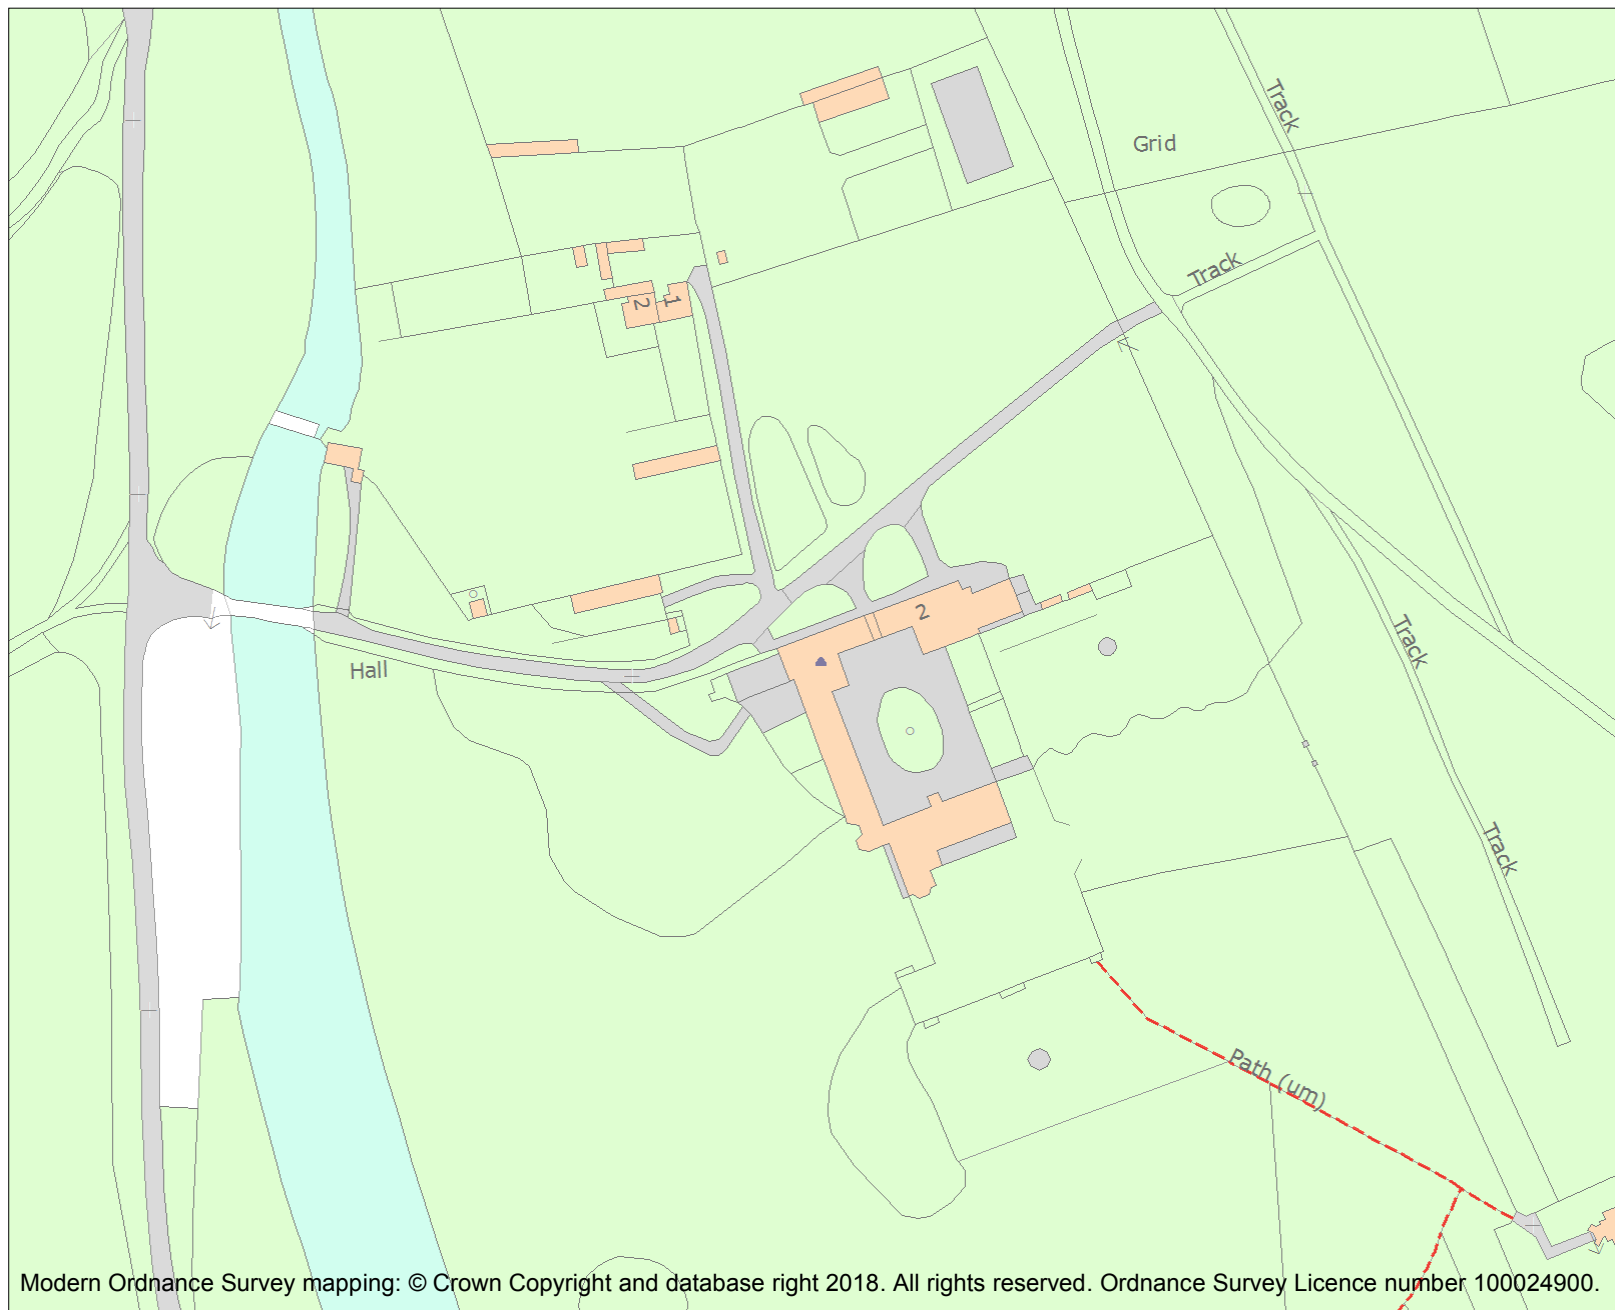 Track
Grid
Track
2
1
2
Hall
Track
Track
Path (um)
Modern Ordnance Survey mapping: © Crown Copyright and database right 2018. All rights reserved. Ordnance Survey Licence number 100024900.